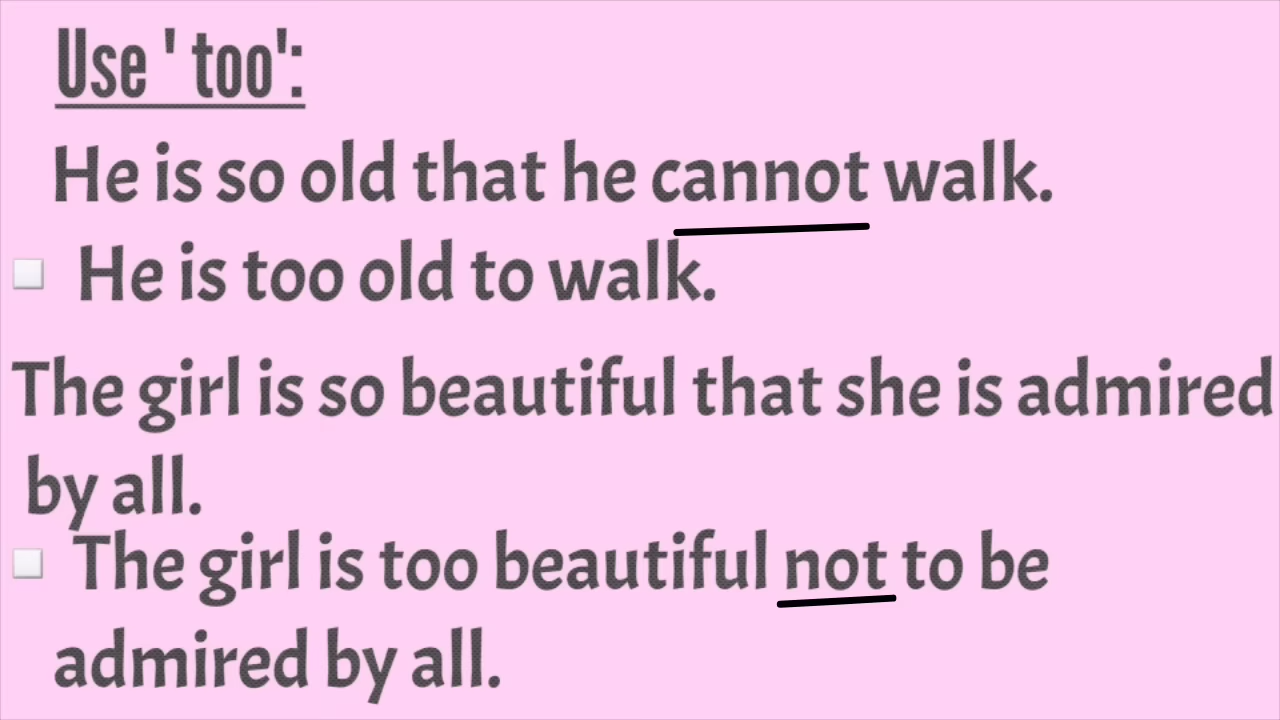 Use ' too':
He is so old that he cannot walk.
He is too old to walk.
The girl is so beautiful that she is admired
by all.
The girl is too beautiful not to be
admired by all.